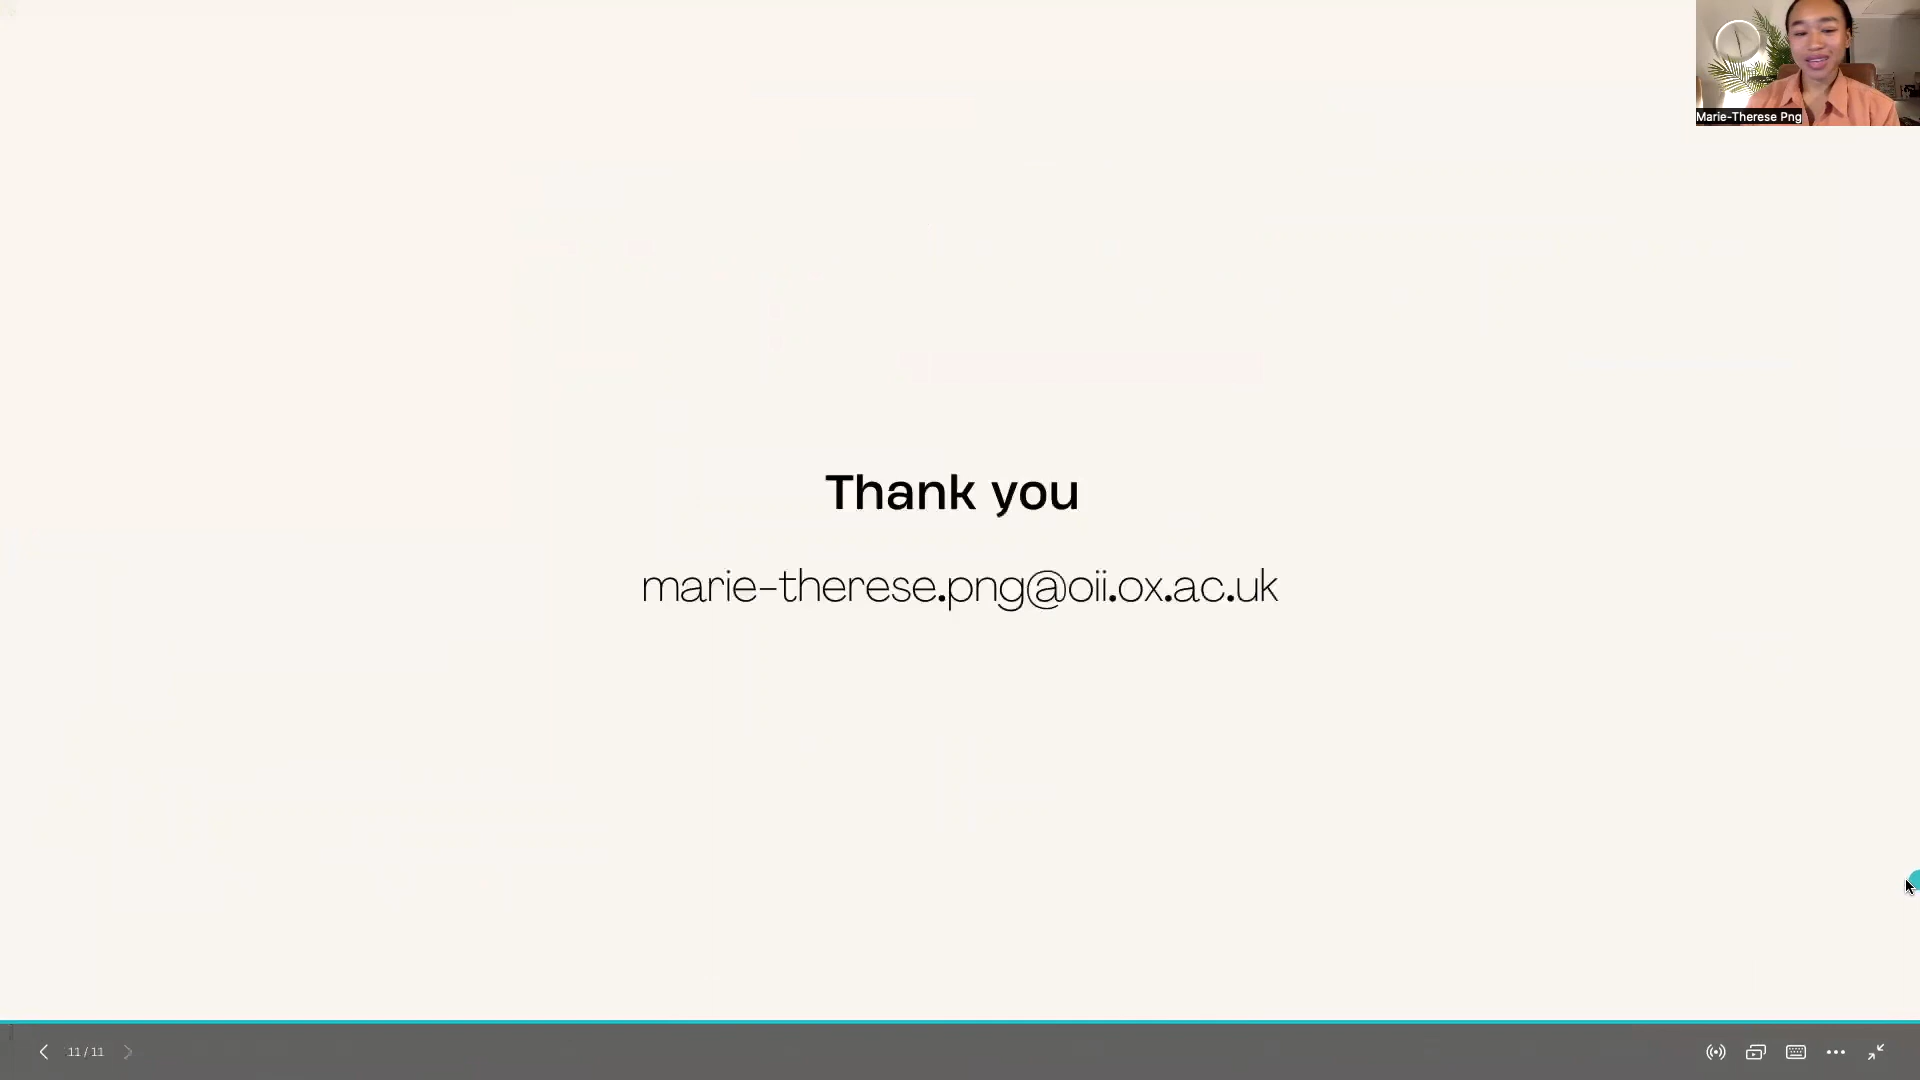 Marie-Therese Png
Thank you
marie-therese.png@oii.ox.ac.uk
11 / 11